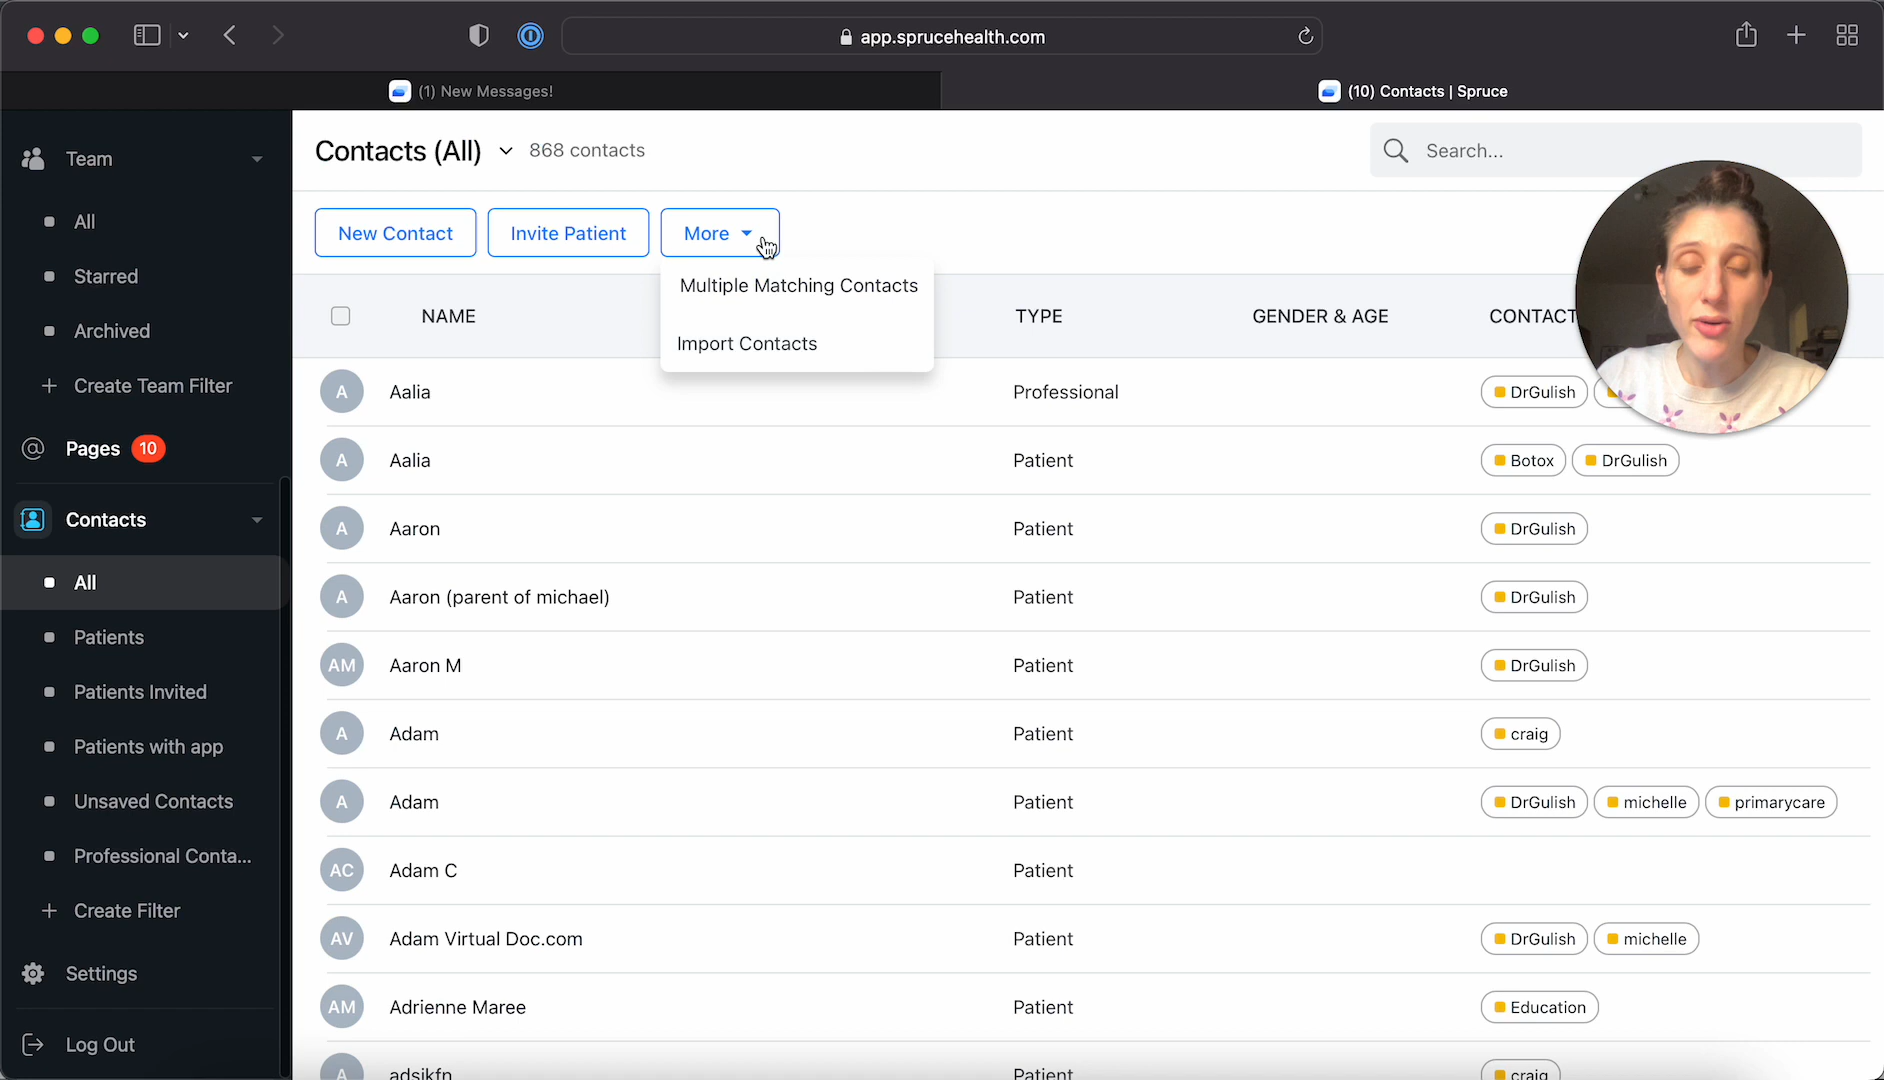 app.sprucehealth.com
(1) New Messages!
(10) Contacts | Spruce
Team
All
Starred
Archived
Create Team Filter
@ Pages 10
Contacts
All
Patients
Patients Invited
Patients with app
Unsaved Contacts
Professional Conta...
Create Filter
Settings
Log Out
Contacts (All) 868 contacts
Search...
New Contact Invite Patient More
Multiple Matching Contacts
Import Contacts
NAME TYPE GENDER & AGE CONTACT
A Aalia Professional DrGulish
A Aalia Patient Botox DrGulish
A Aaron Patient DrGulish
A Aaron (parent of michael) Patient DrGulish
AM Aaron M Patient DrGulish
A Adam Patient craig
A Adam Patient DrGulish michelle primarycare
AC Adam C Patient
AV Adam Virtual Doc.com Patient DrGulish michelle
AM Adrienne Maree Patient Education
A adsikfn Patient craig